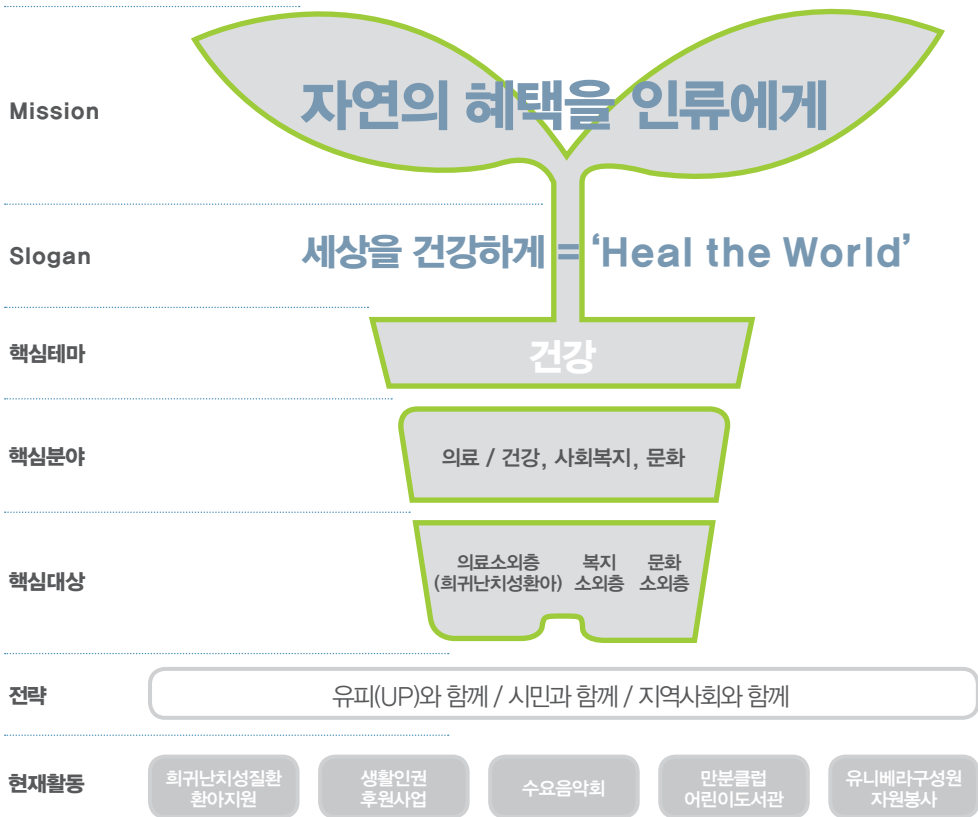 Mission
자연의 혜택을 인류에게
Slogan
세상을 건강하게 = ‘Heal the World’
핵심테마
건강
핵심분야
의료 / 건강, 사회복지, 문화
핵심대상
의료소외층
(희귀난치성환아)
복지
소외층
문화
소외층
전략
유피(UP)와 함께 / 시민과 함께 / 지역사회와 함께
현재활동
희귀난치성질환
환아지원
생활인권
후원사업
수요음악회
만분클럽
어린이도서관
유니베라구성원
자원봉사